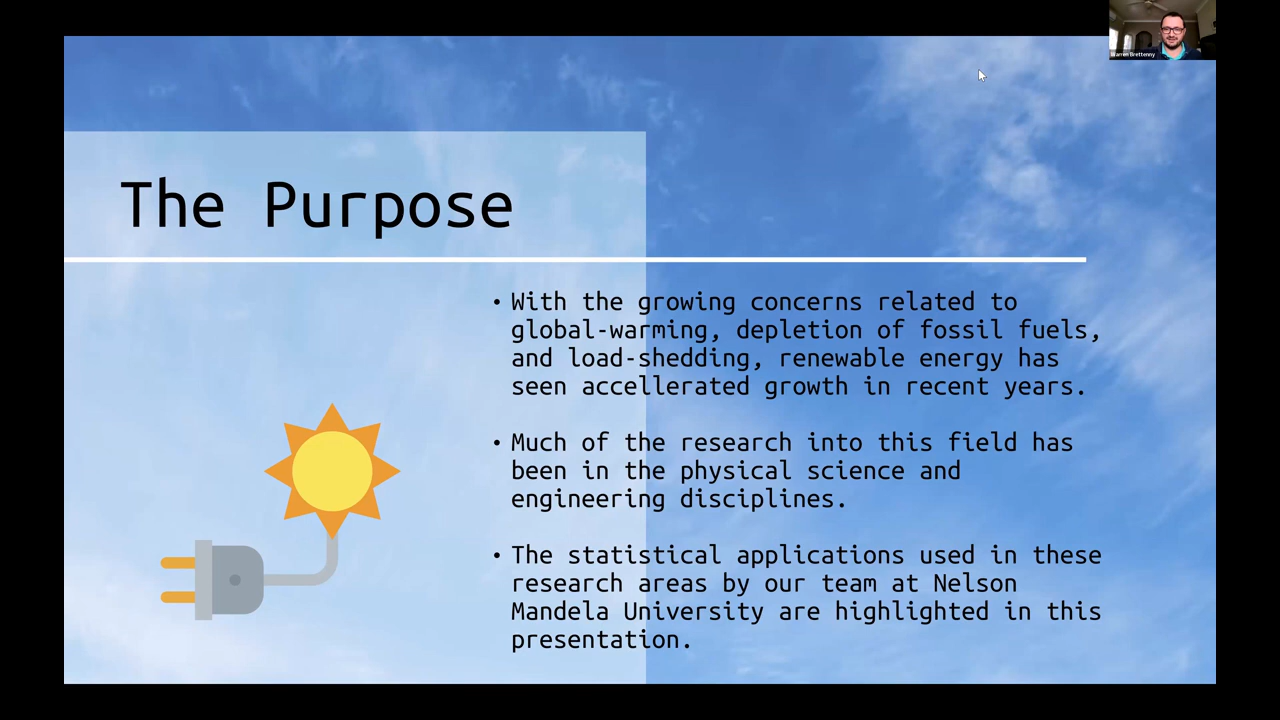 Warren Brettenny
The Purpose
• With the growing concerns related to
global-warming, depletion of fossil fuels,
and load-shedding, renewable energy has
seen accellerated growth in recent years.
• Much of the research into this field has
been in the physical science and
engineering disciplines.
• The statistical applications used in these
research areas by our team at Nelson
Mandela University are highlighted in this
presentation.